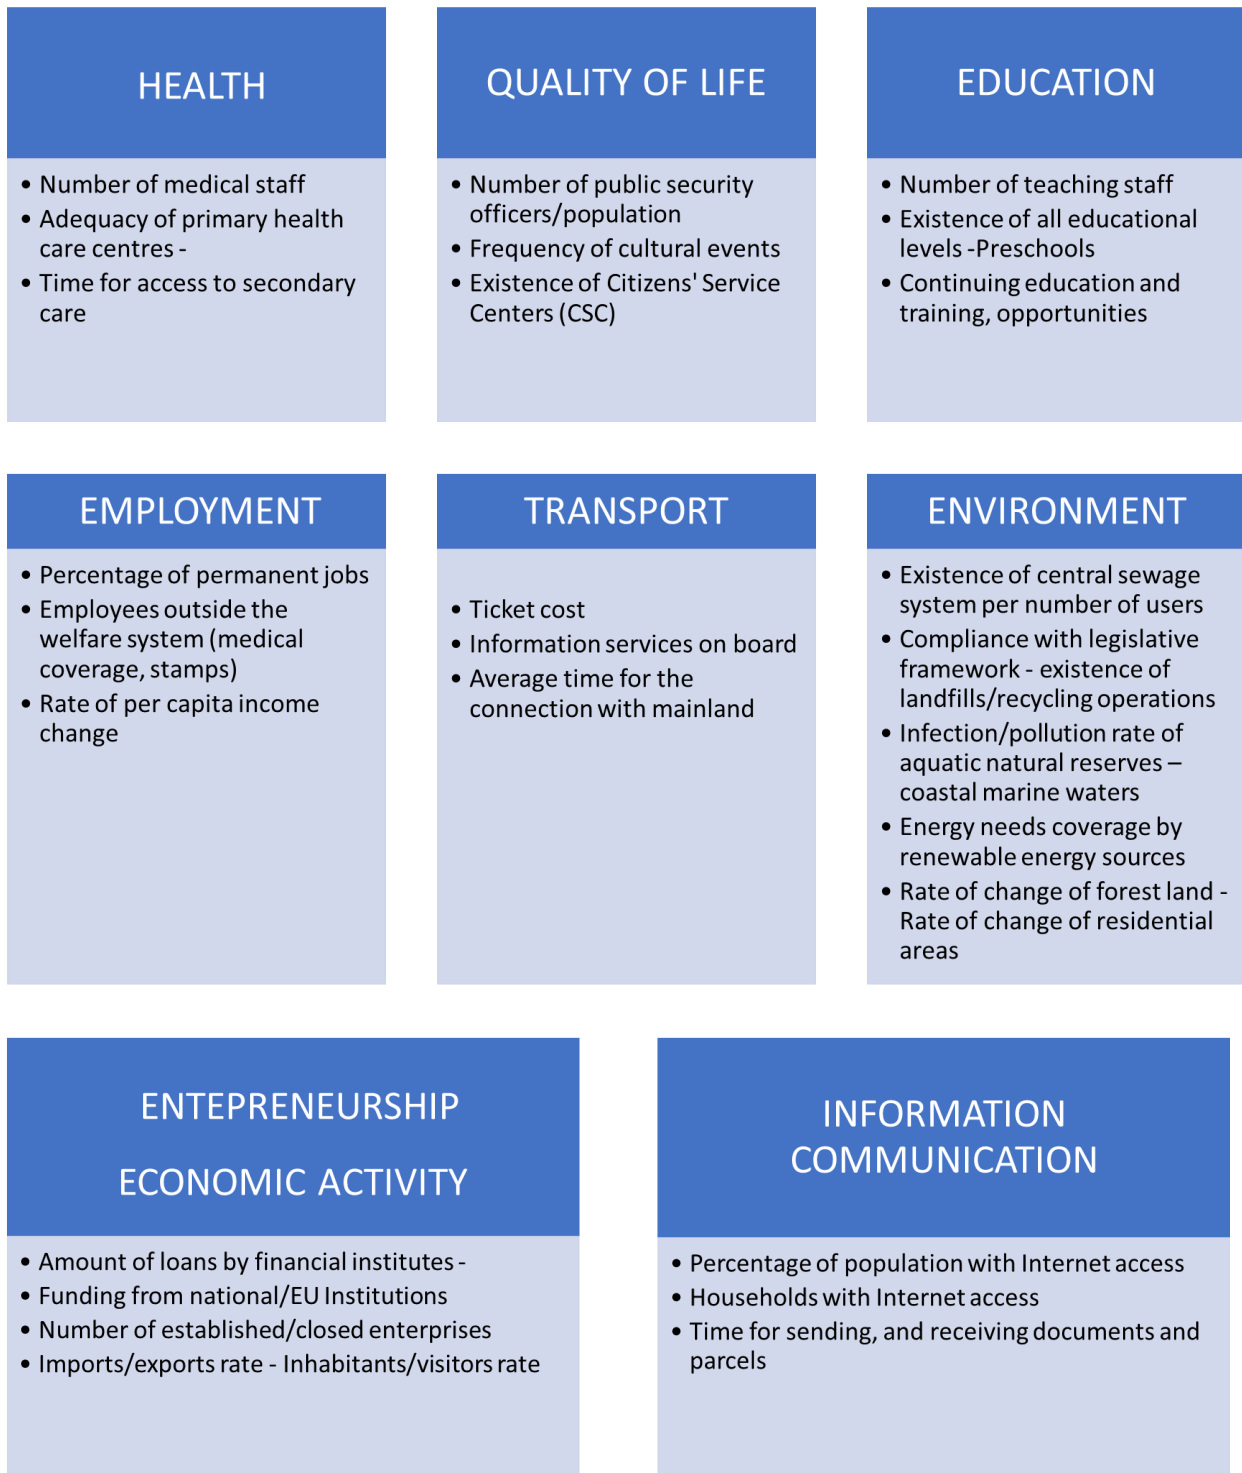 HEALTH
• Number of medical staff
• Adequacy of primary health
care centres -
• Time for access to secondary
care
QUALITY OF LIFE
• Number of public security
officers/population
• Frequency of cultural events
• Existence of Citizens' Service
Centers (CSC)
EDUCATION
• Number of teaching staff
• Existence of all educational
levels -Preschools
• Continuing education and
training, opportunities
EMPLOYMENT
• Percentage of permanent jobs
• Employees outside the
welfare system (medical
coverage, stamps)
• Rate of per capita income
change
TRANSPORT
• Ticket cost
• Information services on board
• Average time for the
connection with mainland
ENVIRONMENT
• Existence of central sewage
system per number of users
• Compliance with legislative
framework - existence of
landfills/recycling operations
• Infection/pollution rate of
aquatic natural reserves –
coastal marine waters
• Energy needs coverage by
renewable energy sources
• Rate of change of forest land -
Rate of change of residential
areas
ENTEPRENEURSHIP
ECONOMIC ACTIVITY
• Amount of loans by financial institutes -
• Funding from national/EU Institutions
• Number of established/closed enterprises
• Imports/exports rate - Inhabitants/visitors rate
INFORMATION
COMMUNICATION
• Percentage of population with Internet access
• Households with Internet access
• Time for sending, and receiving documents and
parcels